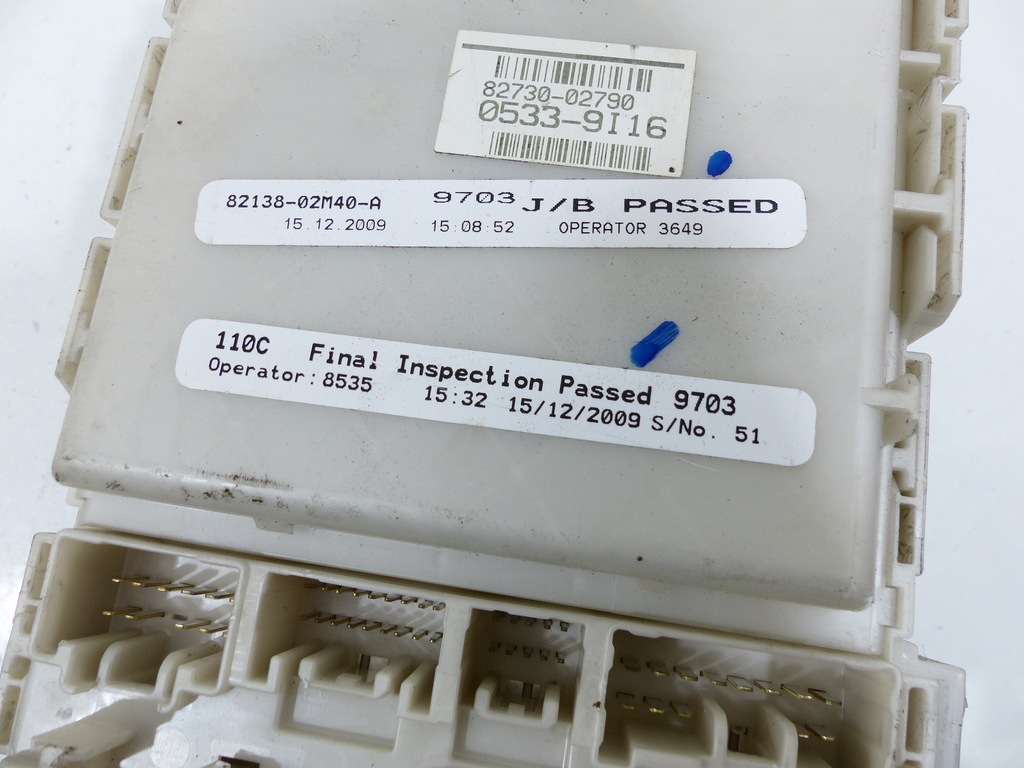 82730-02790
0533-9I16
82138-02M40-A 9703 J/B PASSED
15.12.2009 15:08:52 OPERATOR 3649
110C Final Inspection Passed 9703
Operator:8535 15:32 15/12/2009 S/No. 51